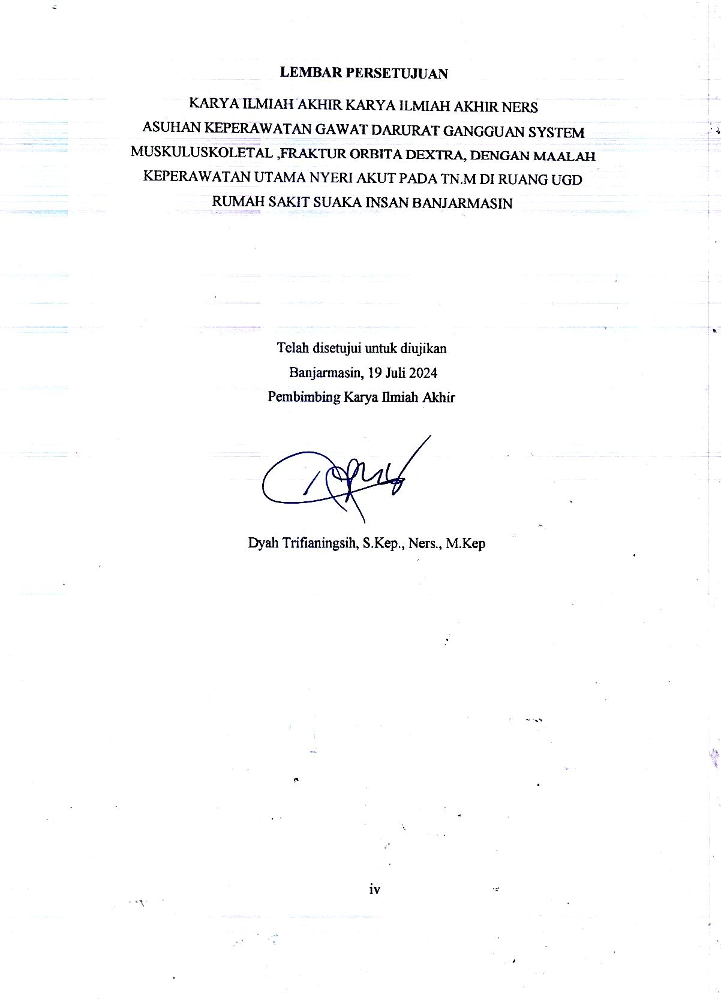 LEMBAR PERSETUJUAN
KARYA ILMIAH AKHIR KARYA ILMIAH AKHIR NERS
ASUHAN KEPERAWATAN GAWAT DARURAT GANGGUAN SYSTEM
MUSKULUSKOLETAL ,FRAKTUR ORBITA DEXTRA, DENGAN MAALAH
KEPERAWATAN UTAMA NYERI AKUT PADA TN.M DI RUANG UGD
RUMAH SAKIT SUAKA INSAN BANJARMASIN
Telah disetujui untuk diujikan
Banjarmasin, 19 Juli 2024
Pembimbing Karya Ilmiah Akhir
Dyah Trifianingsih, S.Kep., Ners., M.Kep
iv